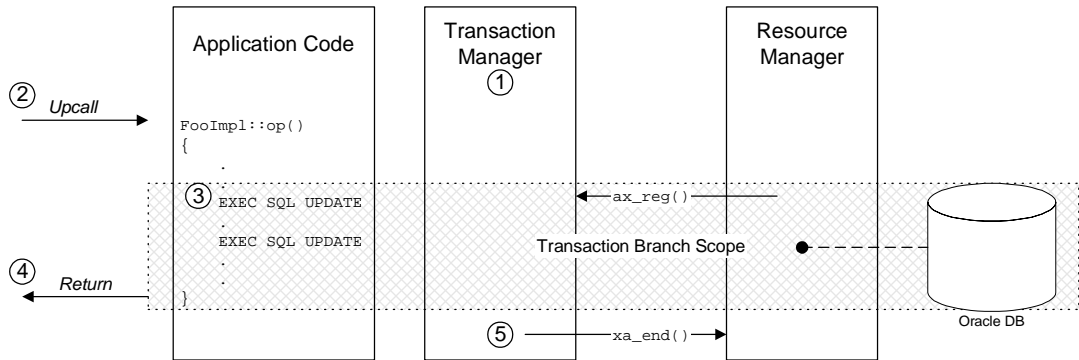 Application Code
Transaction
Manager
①
Resource
Manager
②
Upcall
FooImpl::op()
{
.
.
③
EXEC SQL UPDATE
.
EXEC SQL UPDATE
.
.
}
ax_reg()
Transaction Branch Scope
④
Return
Oracle DB
⑤
xa_end()